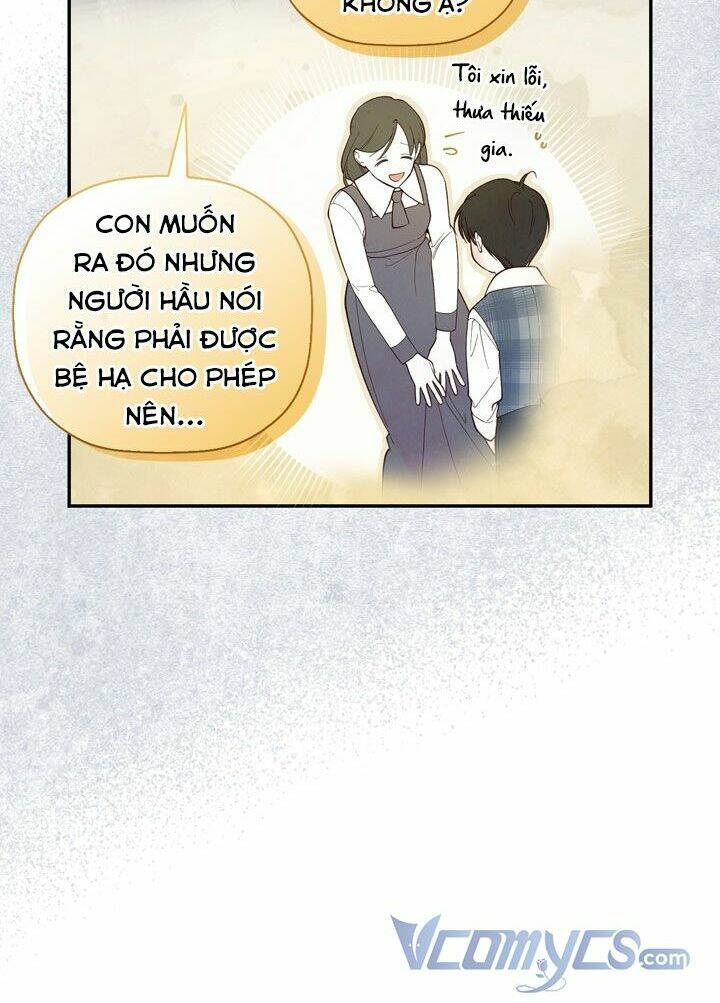 KHÔNG Ạ?
Tôi xin lỗi,
thưa thiếu
gia.
CON MUỐN
RA ĐÓ NHƯNG
NGƯỜI HẦU NÓI
RẰNG PHẢI ĐƯỢC
BỆ HẠ CHO PHÉP
NÊN...
VCOMYCS.com